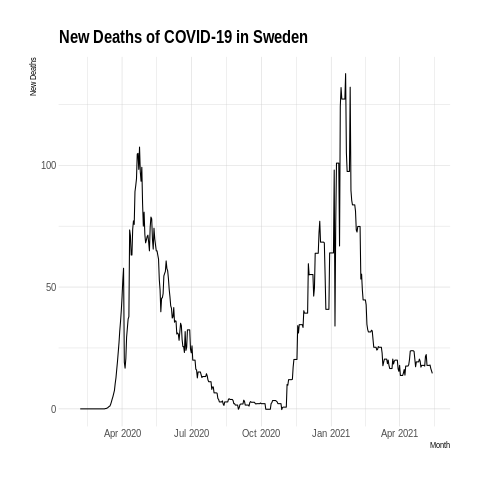 New Deaths of COVID-19 in Sweden
New Deaths
100
50
0
Apr 2020 Jul 2020 Oct 2020 Jan 2021 Apr 2021
Month